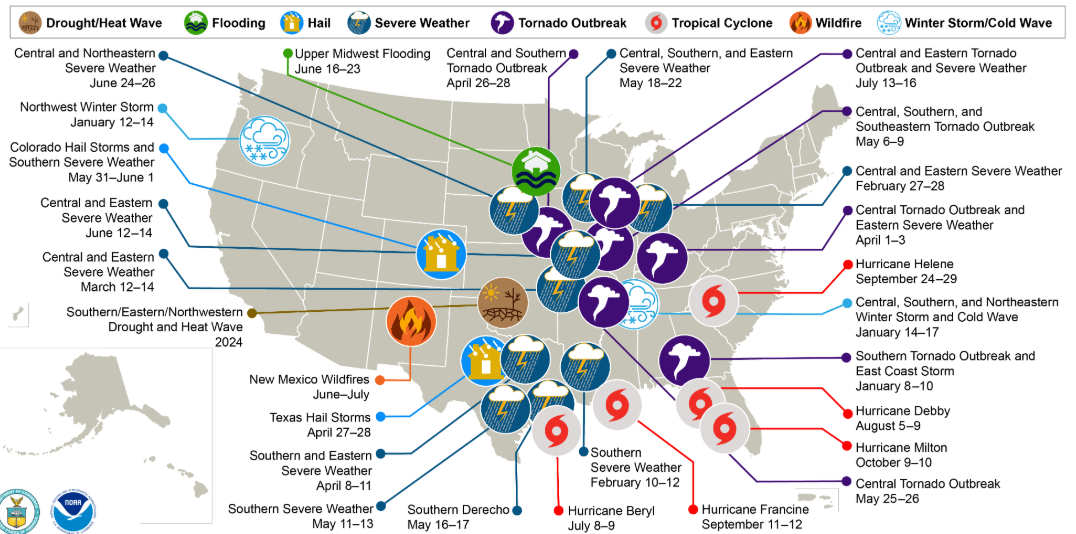 Drought/Heat Wave
Flooding
Hail
Severe Weather
Tornado Outbreak
Tropical Cyclone
Wildfire
Winter Storm/Cold Wave
Central and Northeastern
Severe Weather
June 24–26
Northwest Winter Storm
January 12–14
Colorado Hail Storms and
Southern Severe Weather
May 31–June 1
Central and Eastern
Severe Weather
June 12–14
Central and Eastern
Severe Weather
March 12–14
Southern/Eastern/Northwestern
Drought and Heat Wave
2024
Upper Midwest Flooding
June 16–23
Central and Southern
Tornado Outbreak
April 26–28
Central, Southern, and Eastern
Severe Weather
May 18–22
Central and Eastern Tornado
Outbreak and Severe Weather
July 13–16
Central, Southern, and
Southeastern Tornado Outbreak
May 6–9
Central and Eastern Severe Weather
February 27–28
Central Tornado Outbreak and
Eastern Severe Weather
April 1–3
Hurricane Helene
September 24–29
Central, Southern, and Northeastern
Winter Storm and Cold Wave
January 14–17
Southern Tornado Outbreak and
East Coast Storm
January 8–10
Hurricane Debby
August 5–9
Hurricane Milton
October 9–10
Central Tornado Outbreak
May 25–26
New Mexico Wildfires
June–July
Texas Hail Storms
April 27–28
Southern and Eastern
Severe Weather
April 8–11
Southern Severe Weather
May 11–13
Southern Derecho
May 16–17
Hurricane Beryl
July 8–9
Southern
Severe Weather
February 10–12
Hurricane Francine
September 11–12
NOAA